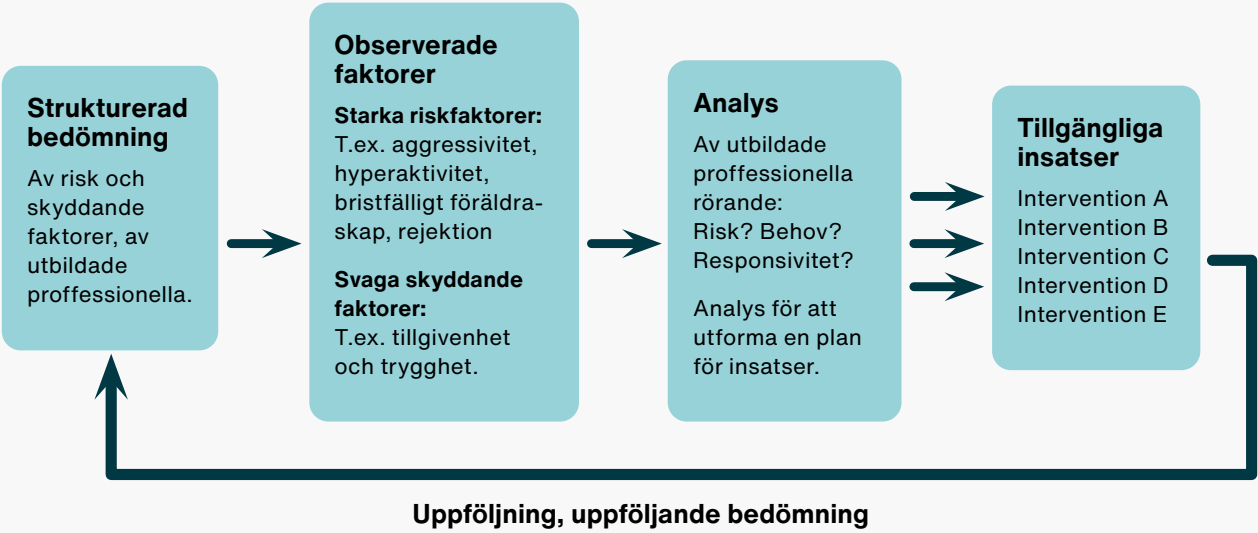 Strukturerad
bedömning
Av risk och
skyddande
faktorer, av
utbildade
proffessionella.
Observerade
faktorer
Starka riskfaktorer:
T.ex. aggressivitet,
hyperaktivitet,
bristfälligt föräldra-
skap, rejektion
Svaga skyddande
faktorer:
T.ex. tillgivenhet
och trygghet.
Analys
Av utbildade
proffessionella
rörande:
Risk? Behov?
Responsivitet?
Analys för att
utforma en plan
för insatser.
Tillgängliga
insatser
Intervention A
Intervention B
Intervention C
Intervention D
Intervention E
Uppföljning, uppföljande bedömning